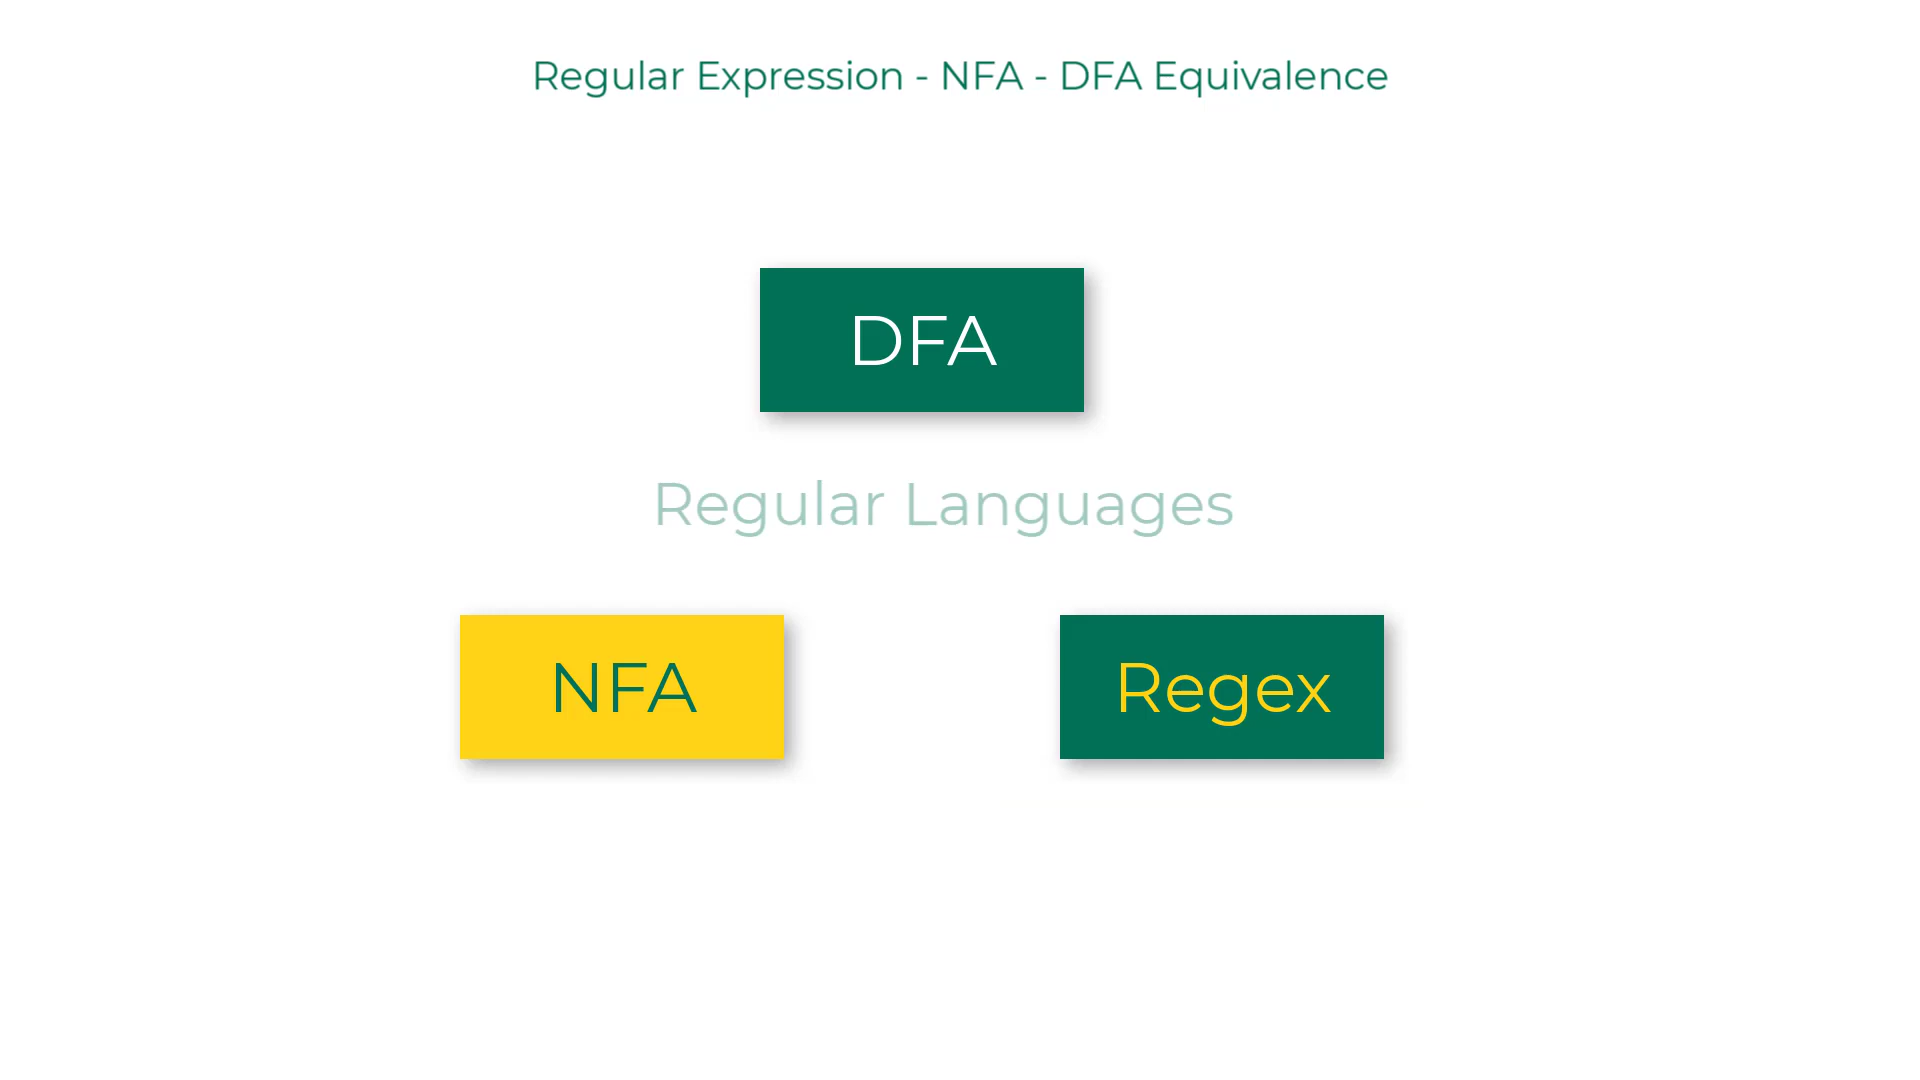 Regular Expression - NFA - DFA Equivalence
DFA
Regular Languages
NFA
Regex